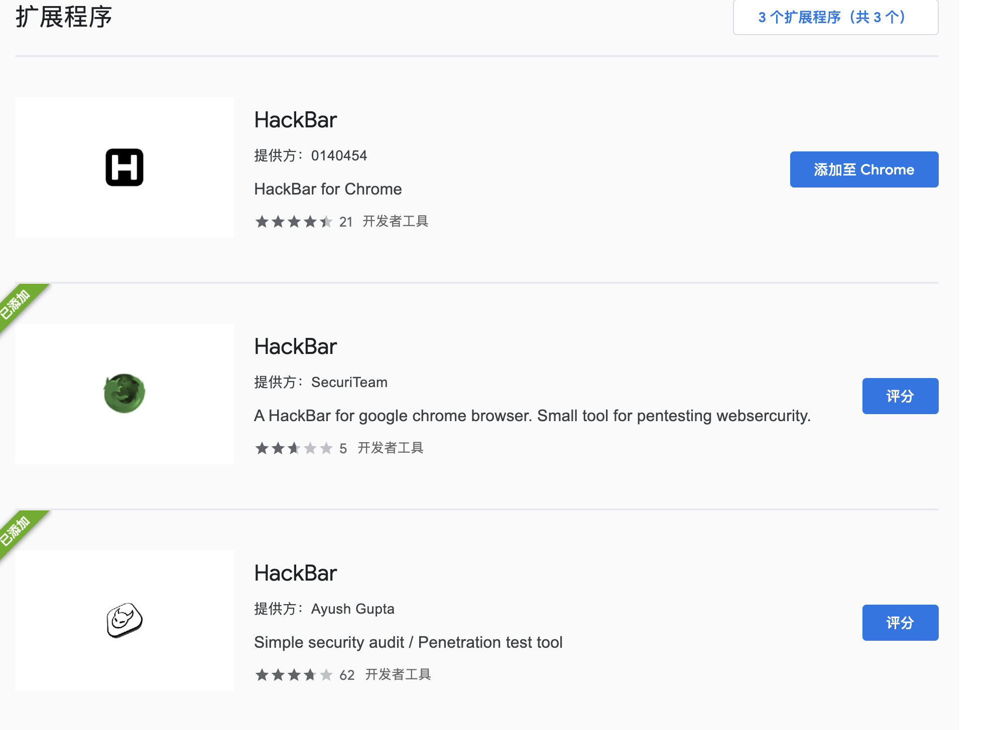 扩展程序
3 个扩展程序（共 3 个）
HackBar
提供方：0140454
添加至 Chrome
HackBar for Chrome
21 开发者工具
已添加
HackBar
提供方：SecuriTeam
评分
A HackBar for google chrome browser. Small tool for pentesting websercurity.
5 开发者工具
已添加
HackBar
提供方：Ayush Gupta
评分
Simple security audit / Penetration test tool
62 开发者工具